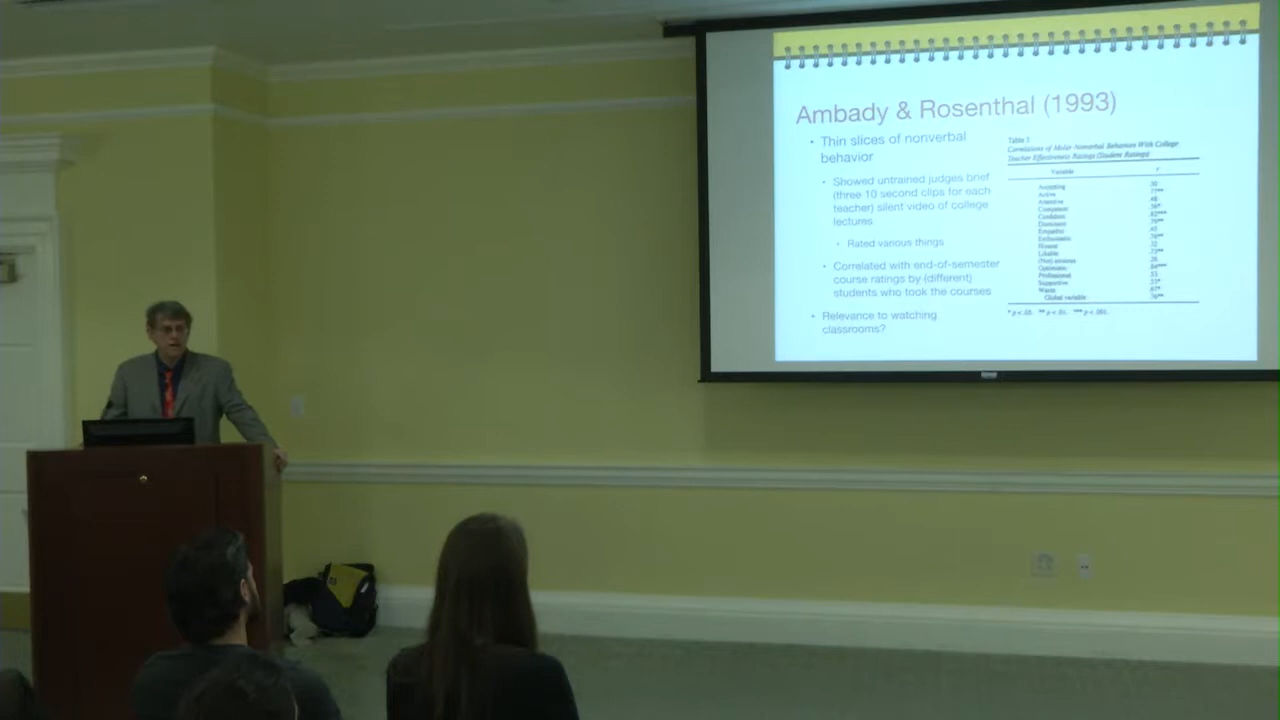 Ambady & Rosenthal (1993)
• Thin slices of nonverbal
behavior
• Showed untrained judges brief
(three 10 second clips for each
teacher) silent video of college
lectures
• Rated various things
• Correlated with end-of-semester
course ratings by (different)
students who took the courses
• Relevance to watching
classrooms?
Correlations of Molar Nonverbal Behaviors With College
Teacher Effectiveness Ratings (Student Ratings)
Variable r
Accepting
Active
Attentive
Competent
Confident
Dominant
Empathic
Enthusiastic
Honest
Likable
(Not) anxious
Optimistic
Professional
Supportive
Warm
Global variable
* p < .05. ** p < .01. *** p < .001.